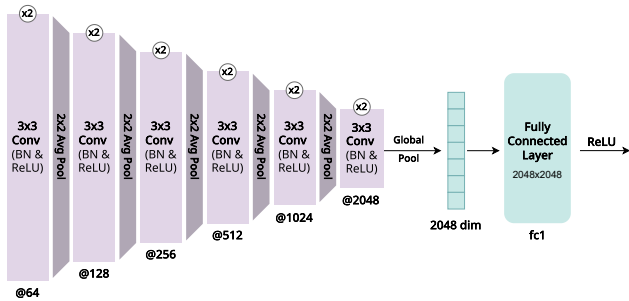 x2
3x3
Conv
(BN &
ReLU)
@64
2x2 Avg Pool
x2
3x3
Conv
(BN &
ReLU)
@128
2x2 Avg Pool
x2
3x3
Conv
(BN &
ReLU)
@256
2x2 Avg Pool
x2
3x3
Conv
(BN &
ReLU)
@512
2x2 Avg Pool
x2
3x3
Conv
(BN &
ReLU)
@1024
2x2 Avg Pool
x2
3x3
Conv
(BN &
ReLU)
@2048
Global
Pool
2048 dim
Fully
Connected
Layer
2048x2048
fc1
ReLU